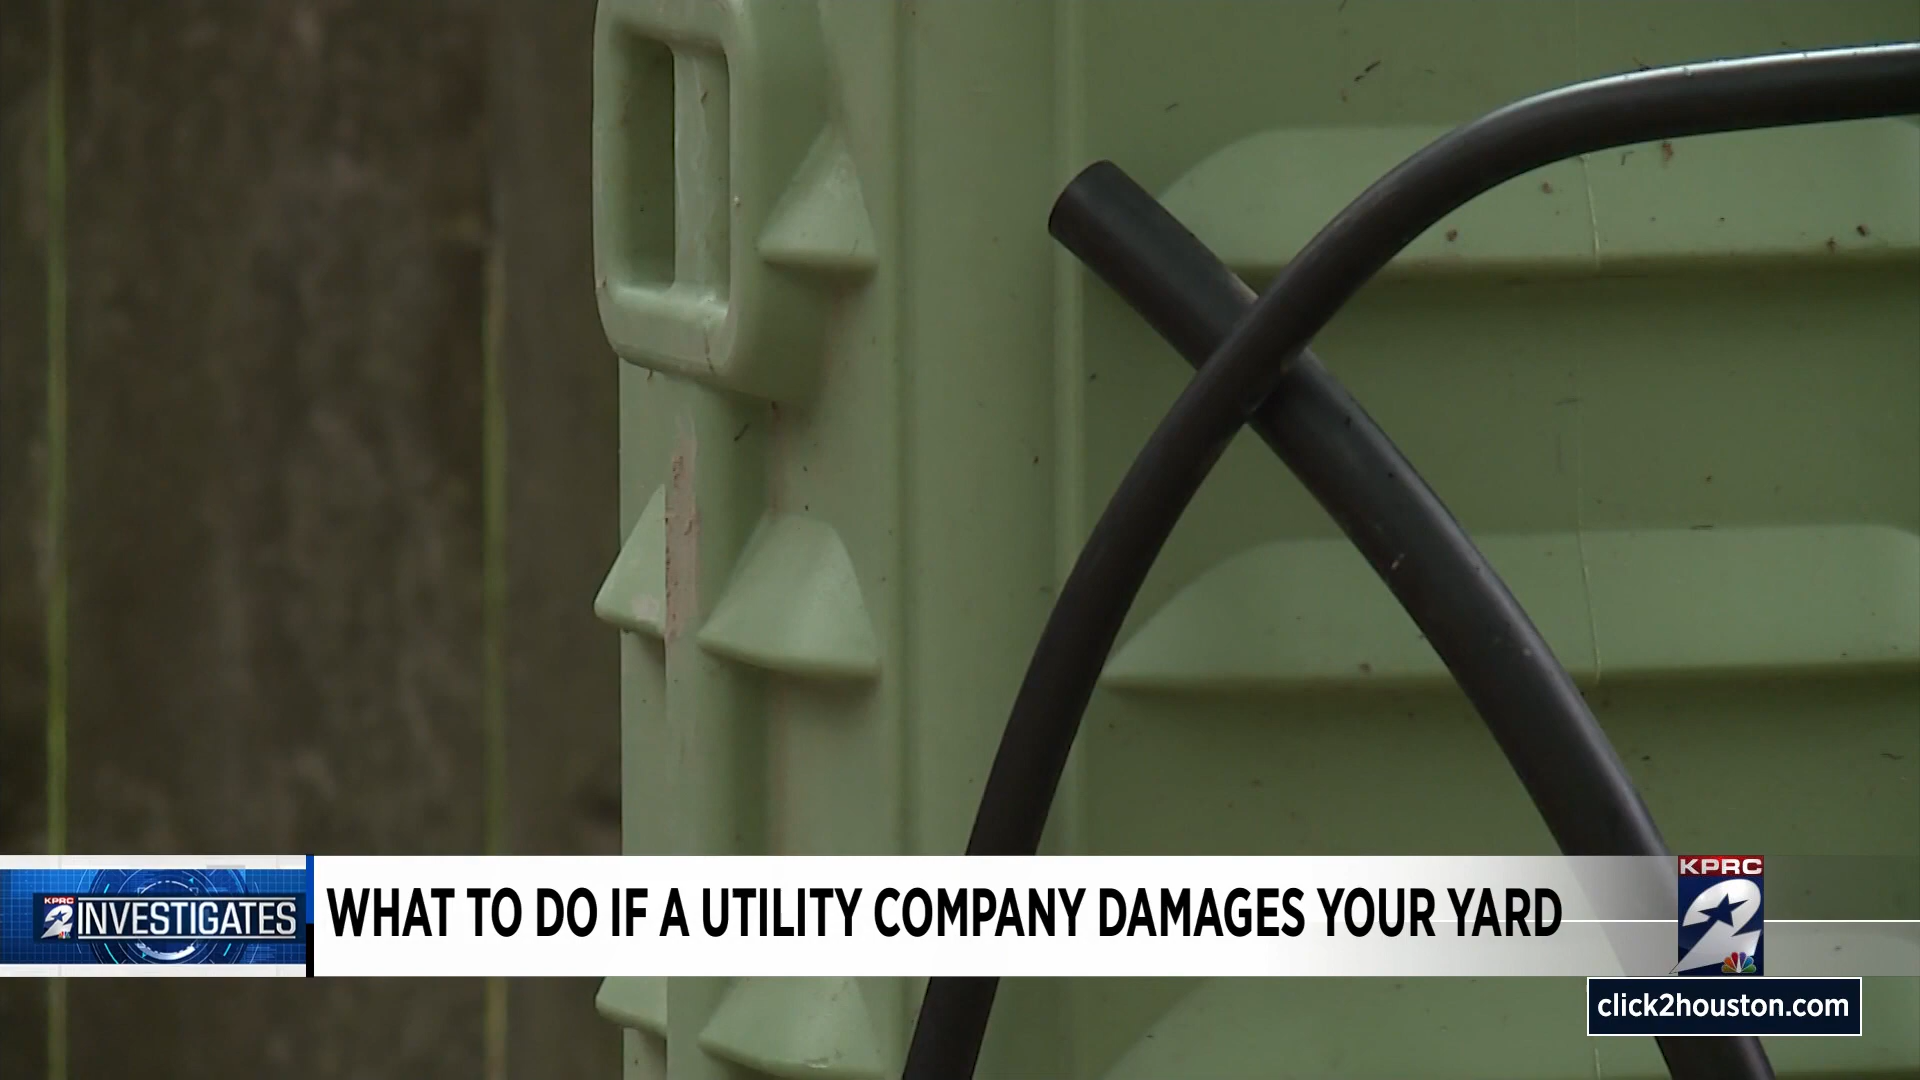 KPRC
2 INVESTIGATES
WHAT TO DO IF A UTILITY COMPANY DAMAGES YOUR YARD
KPRC
2
click2houston.com